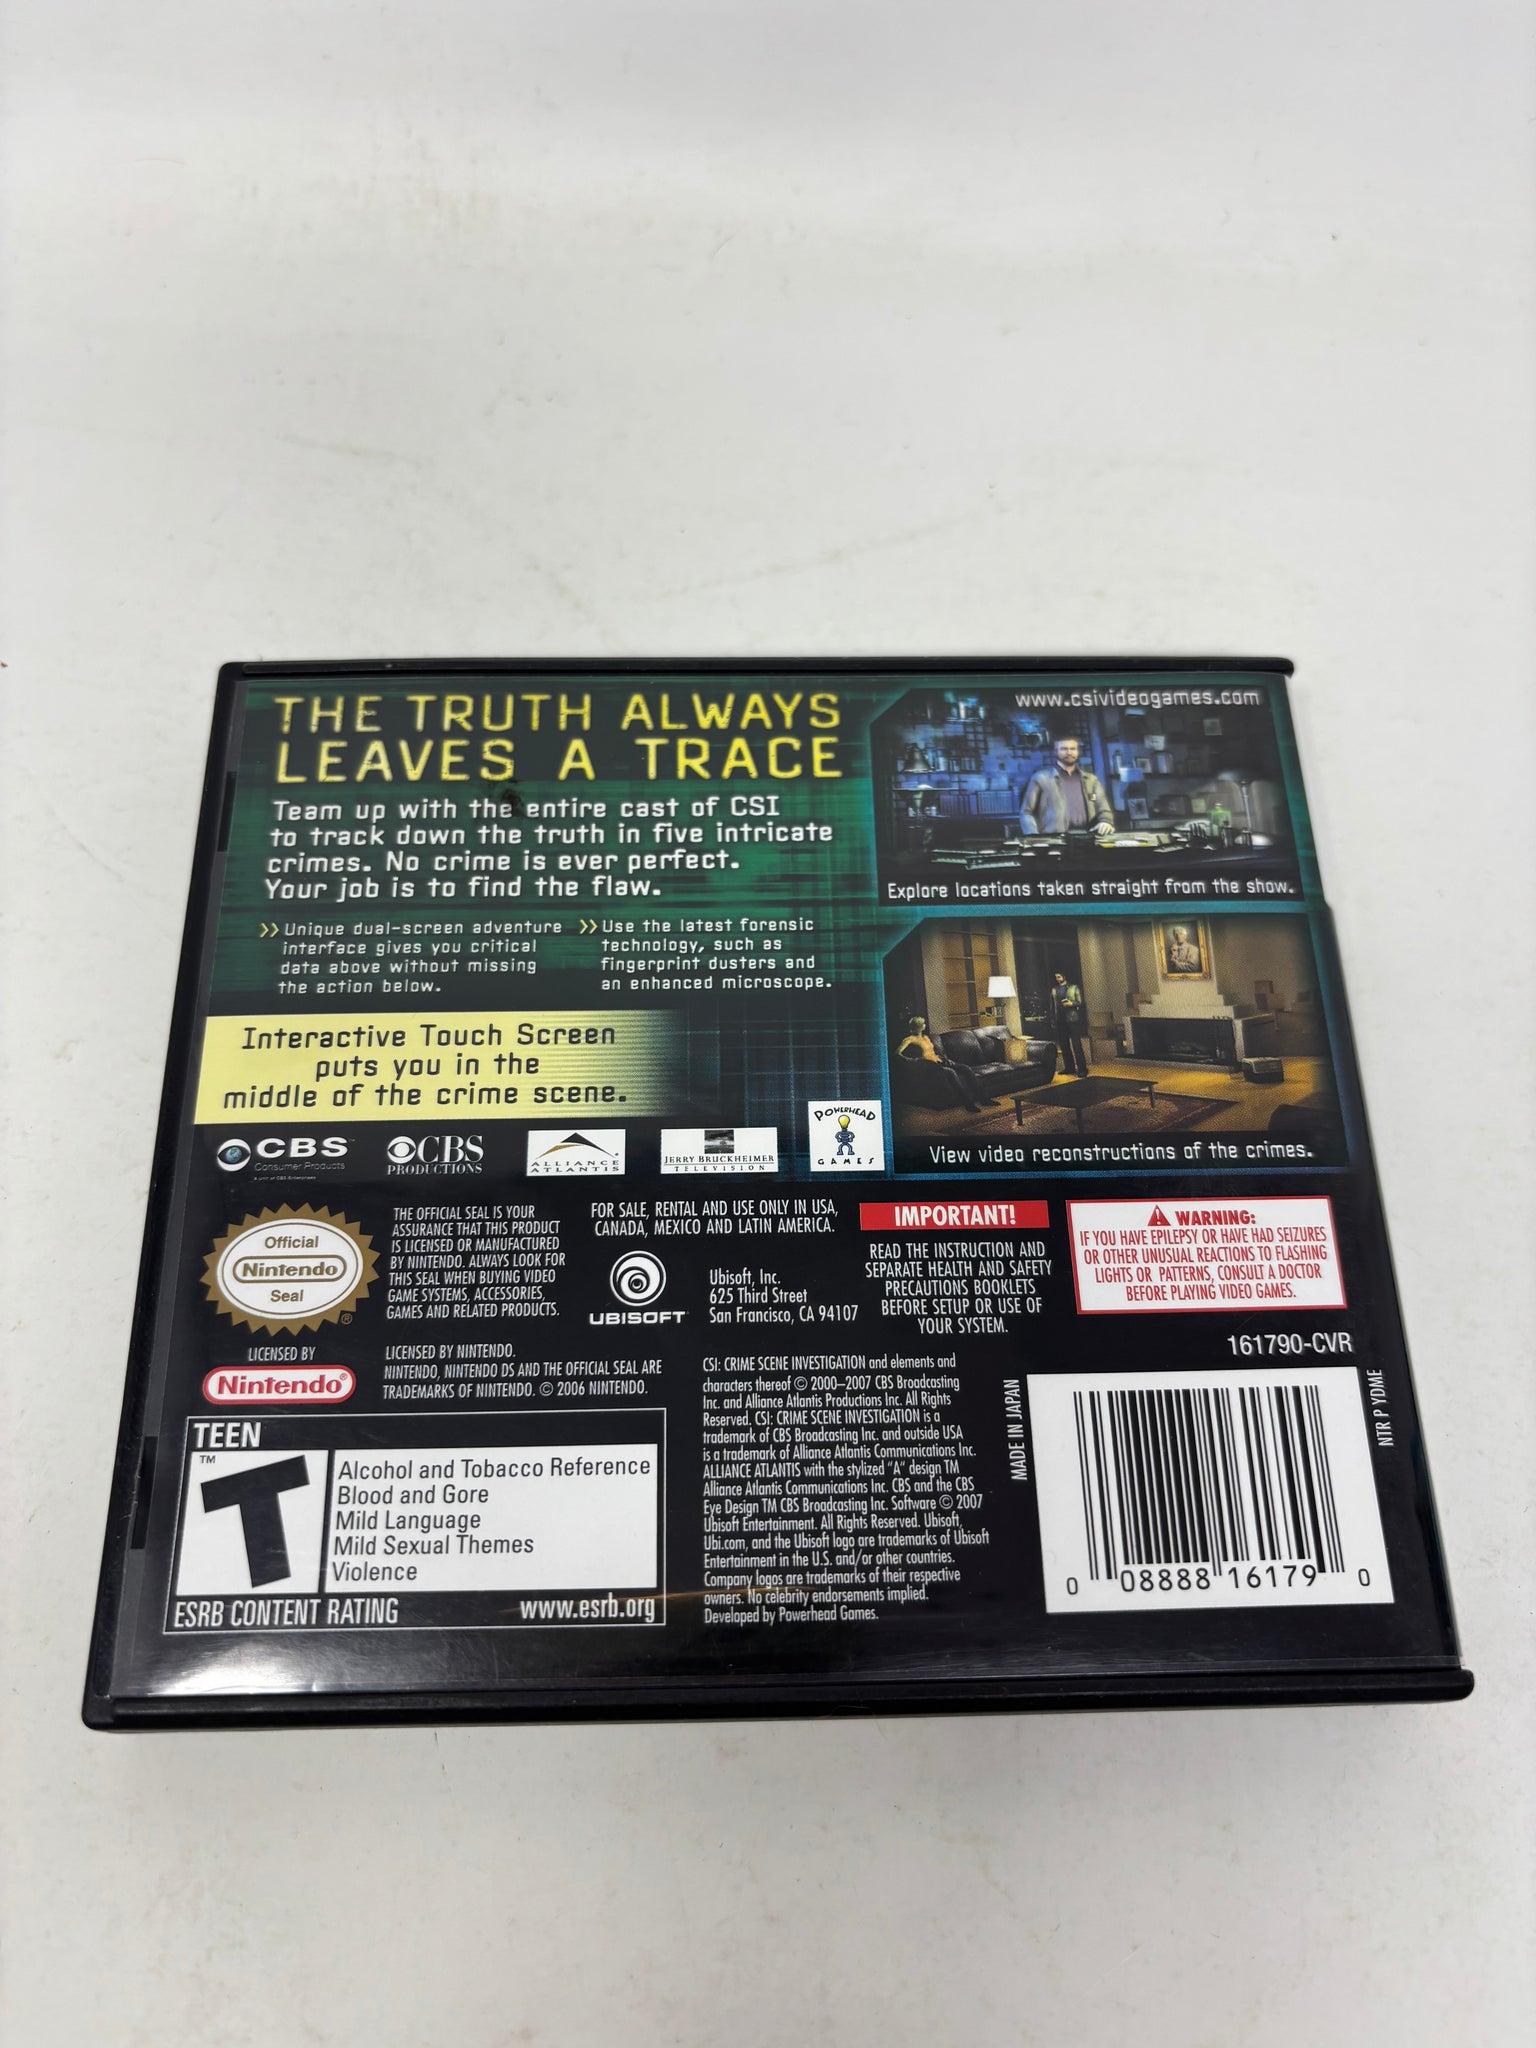 THE TRUTH ALWAYS
LEAVES A TRACE
Team up with the entire cast of CSI
to track down the truth in five intricate
crimes. No crime is ever perfect.
Your job is to find the flaw.
>> Unique dual-screen adventure
interface gives you critical
data above without missing
the action below.
>> Use the latest forensic
technology, such as
fingerprint dusters and
an enhanced microscope.
Interactive Touch Screen
puts you in the
middle of the crime scene.
www.csivideogames.com
Explore locations taken straight from the show.
View video reconstructions of the crimes.
CBS™
Consumer Products
A unit of CBS Enterprises
CBS
PRODUCTIONS
ALLIANCE
ATLANTIS
JERRY BRUCKHEIMER
TELEVISION
POWERHEAD
GAMES
Official
Nintendo
Seal
®
THE OFFICIAL SEAL IS YOUR
ASSURANCE THAT THIS PRODUCT
IS LICENSED OR MANUFACTURED
BY NINTENDO. ALWAYS LOOK FOR
THIS SEAL WHEN BUYING VIDEO
GAME SYSTEMS, ACCESSORIES,
GAMES AND RELATED PRODUCTS.
FOR SALE, RENTAL AND USE ONLY IN USA,
CANADA, MEXICO AND LATIN AMERICA.
UBISOFT
Ubisoft, Inc.
625 Third Street
San Francisco, CA 94107
IMPORTANT!
READ THE INSTRUCTION AND
SEPARATE HEALTH AND SAFETY
PRECAUTIONS BOOKLETS
BEFORE SETUP OR USE OF
YOUR SYSTEM.
WARNING:
IF YOU HAVE EPILEPSY OR HAVE HAD SEIZURES
OR OTHER UNUSUAL REACTIONS TO FLASHING
LIGHTS OR PATTERNS, CONSULT A DOCTOR
BEFORE PLAYING VIDEO GAMES.
LICENSED BY
Nintendo®
LICENSED BY NINTENDO.
NINTENDO, NINTENDO DS AND THE OFFICIAL SEAL ARE
TRADEMARKS OF NINTENDO. © 2006 NINTENDO.
TEEN
™
T
Alcohol and Tobacco Reference
Blood and Gore
Mild Language
Mild Sexual Themes
Violence
ESRB CONTENT RATING
www.esrb.org
CSI: CRIME SCENE INVESTIGATION and elements and
characters thereof © 2000–2007 CBS Broadcasting
Inc. and Alliance Atlantis Productions Inc. All Rights
Reserved. CSI: CRIME SCENE INVESTIGATION is a
trademark of CBS Broadcasting Inc. and outside USA
is a trademark of Alliance Atlantis Communications Inc.
ALLIANCE ATLANTIS with the stylized "A" design TM
Alliance Atlantis Communications Inc. CBS and the CBS
Eye Design TM CBS Broadcasting Inc. Software © 2007
Ubisoft Entertainment. All Rights Reserved. Ubisoft,
Ubi.com, and the Ubisoft logo are trademarks of Ubisoft
Entertainment in the U.S. and/or other countries.
Company logos are trademarks of their respective
owners. No celebrity endorsements implied.
Developed by Powerhead Games.
161790-CVR
MADE IN JAPAN
NTR P YDME
0 08888 16179 0